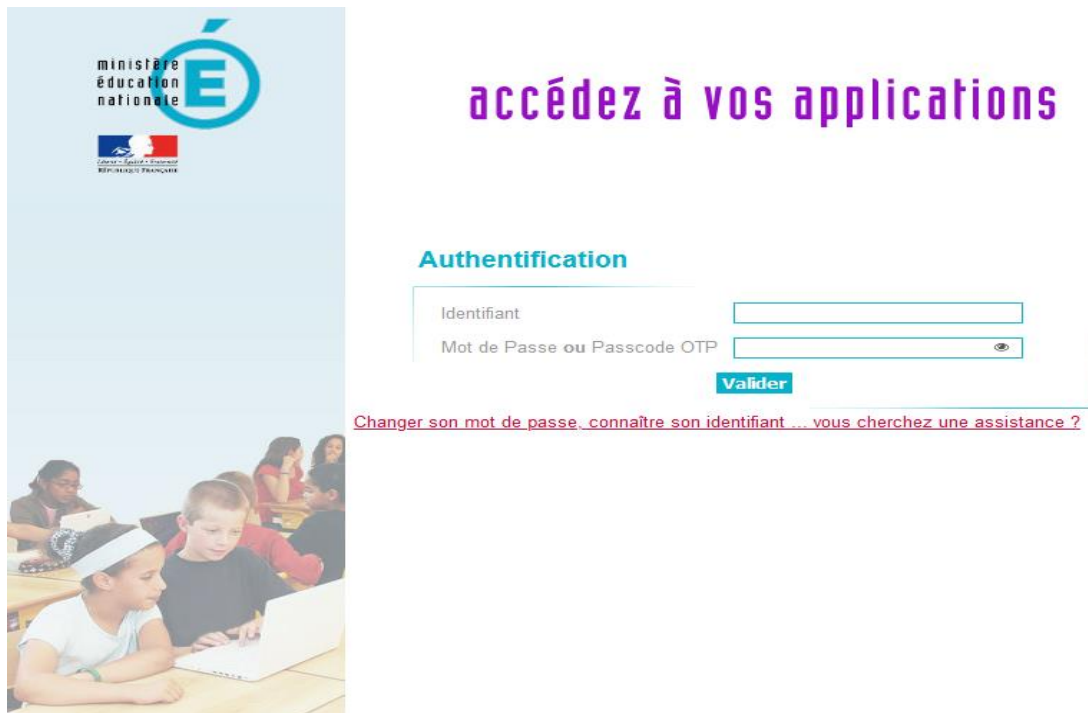 ministère
éducation
nationale
É
Liberté • Égalité • Fraternité
RÉPUBLIQUE FRANÇAISE
accédez à vos applications
Authentification
Identifiant
Mot de Passe ou Passcode OTP
Valider
Changer son mot de passe, connaître son identifiant ... vous cherchez une assistance ?